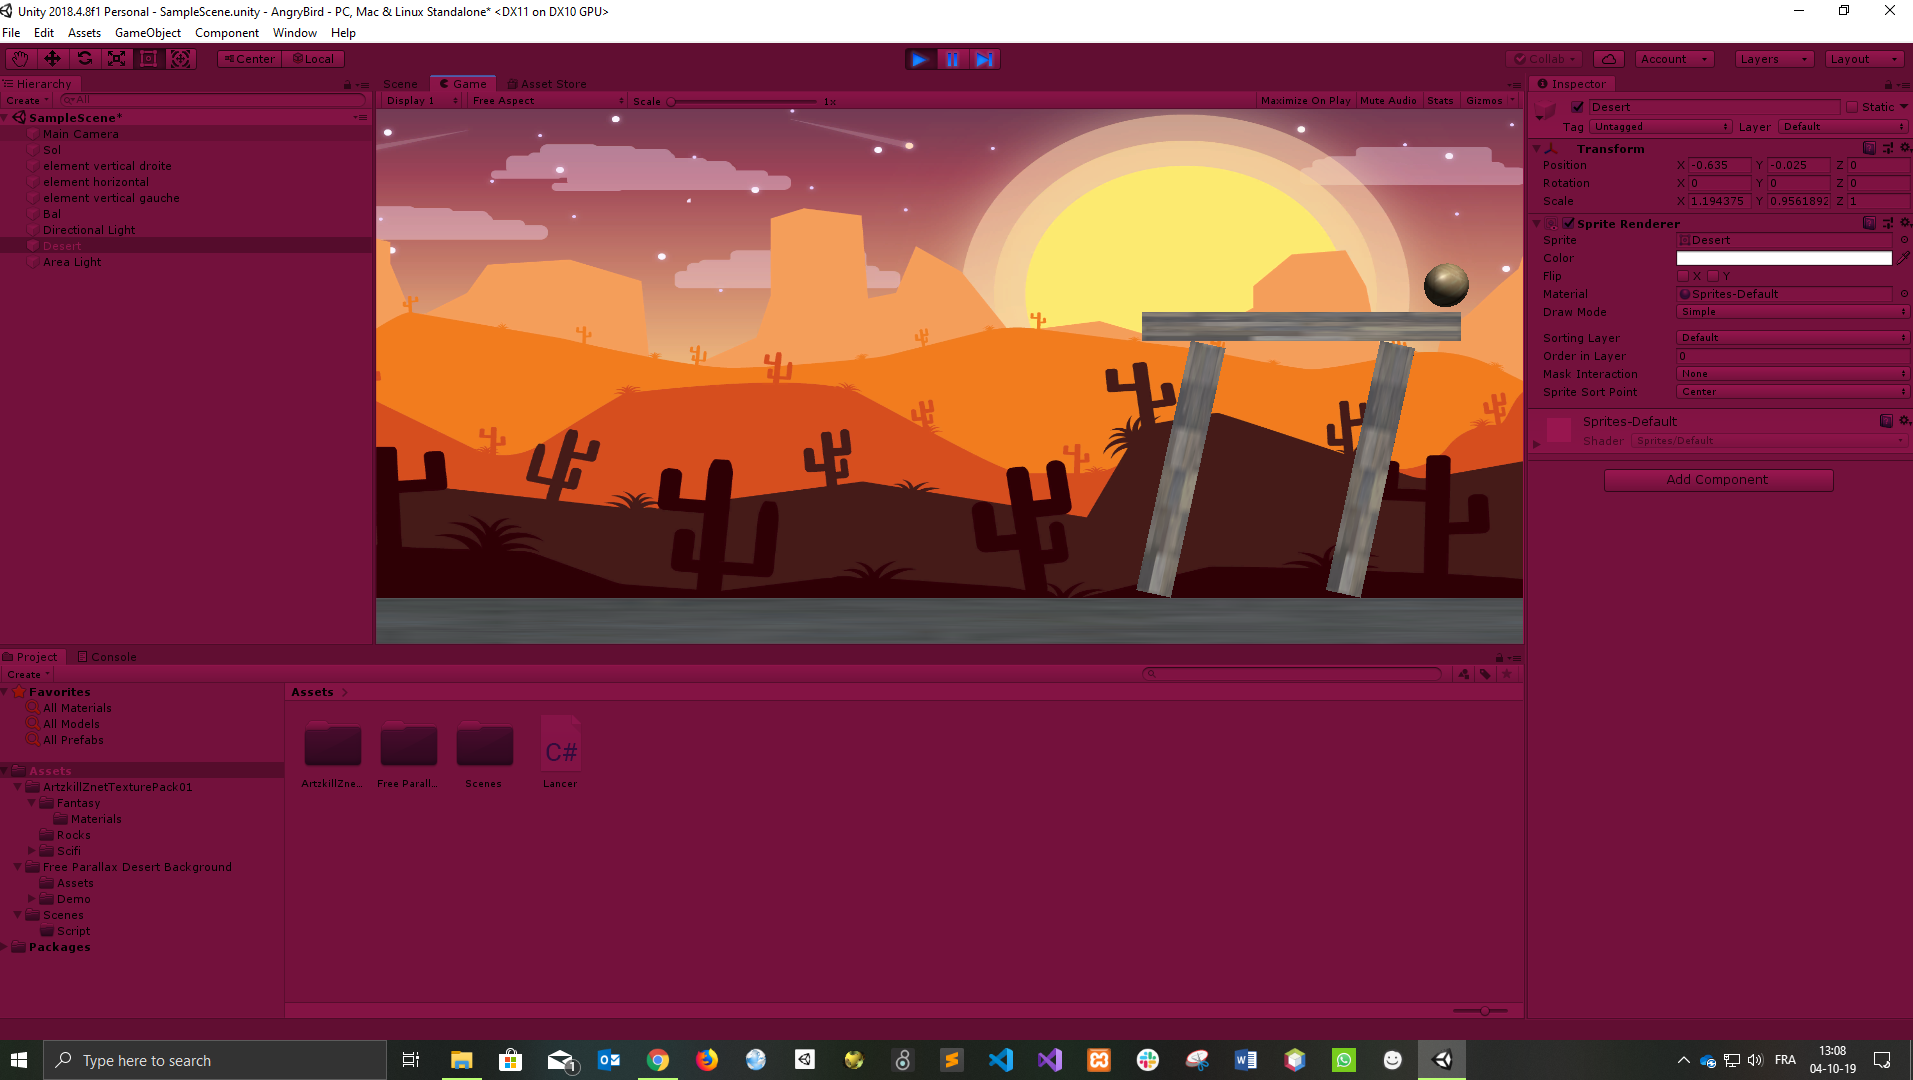 Unity 2018.4.8f1 Personal - SampleScene.unity - AngryBird - PC, Mac & Linux Standalone* <DX11 on DX10 GPU>
File Edit Assets GameObject Component Window Help
Center Local
Collab Account Layers Layout
Hierarchy
Create All
SampleScene*
Main Camera
Sol
element vertical droite
element horizontal
element vertical gauche
Bal
Directional Light
Desert
Area Light
Scene Game Asset Store
Display 1 Free Aspect Scale 1x Maximize On Play Mute Audio Stats Gizmos
Inspector
Desert Static
Tag Untagged Layer Default
Transform
Position X -0.635 Y -0.025 Z 0
Rotation X 0 Y 0 Z 0
Scale X 1.194375 Y 0.9561892 Z 1
Sprite Renderer
Sprite Desert
Color
Flip X Y
Material Sprites-Default
Draw Mode Simple
Sorting Layer Default
Order in Layer 0
Mask Interaction None
Sprite Sort Point Center
Sprites-Default
Shader Sprites/Default
Add Component
Project Console
Create
Favorites
All Materials
All Models
All Prefabs
Assets
ArtzkillZnetTexturePack01
Fantasy
Materials
Rocks
Scifi
Free Parallax Desert Background
Assets
Demo
Scenes
Script
Packages
Assets
C#
ArtzkillZne... Free Parall... Scenes Lancer
Type here to search
1
FRA
13:08
04-10-19